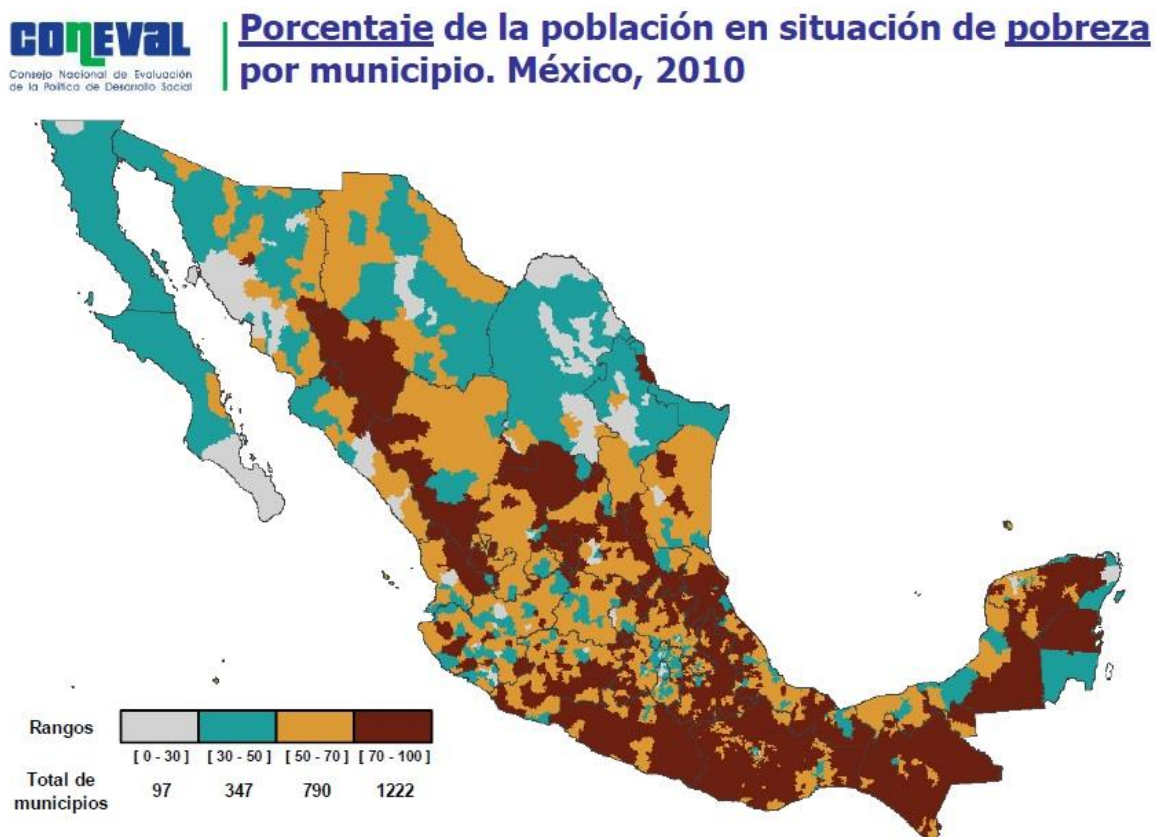 CONEVAL
Consejo Nacional de Evaluación
de la Política de Desarrollo Social
Porcentaje de la población en situación de pobreza
por municipio. México, 2010
Rangos
[ 0 - 30 ] [ 30 - 50 ] [ 50 - 70 ] [ 70 - 100 ]
Total de
municipios
97 347 790 1222